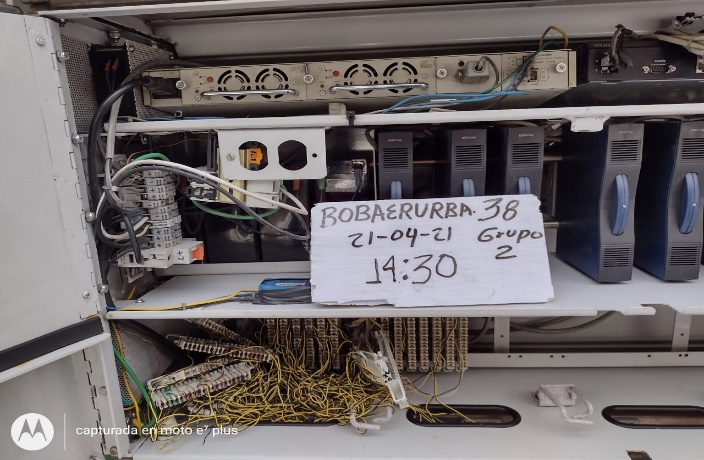 BOBAERURBA. 38
21-04-21 Grupo
2
14:30
capturada en moto e⁷ plus